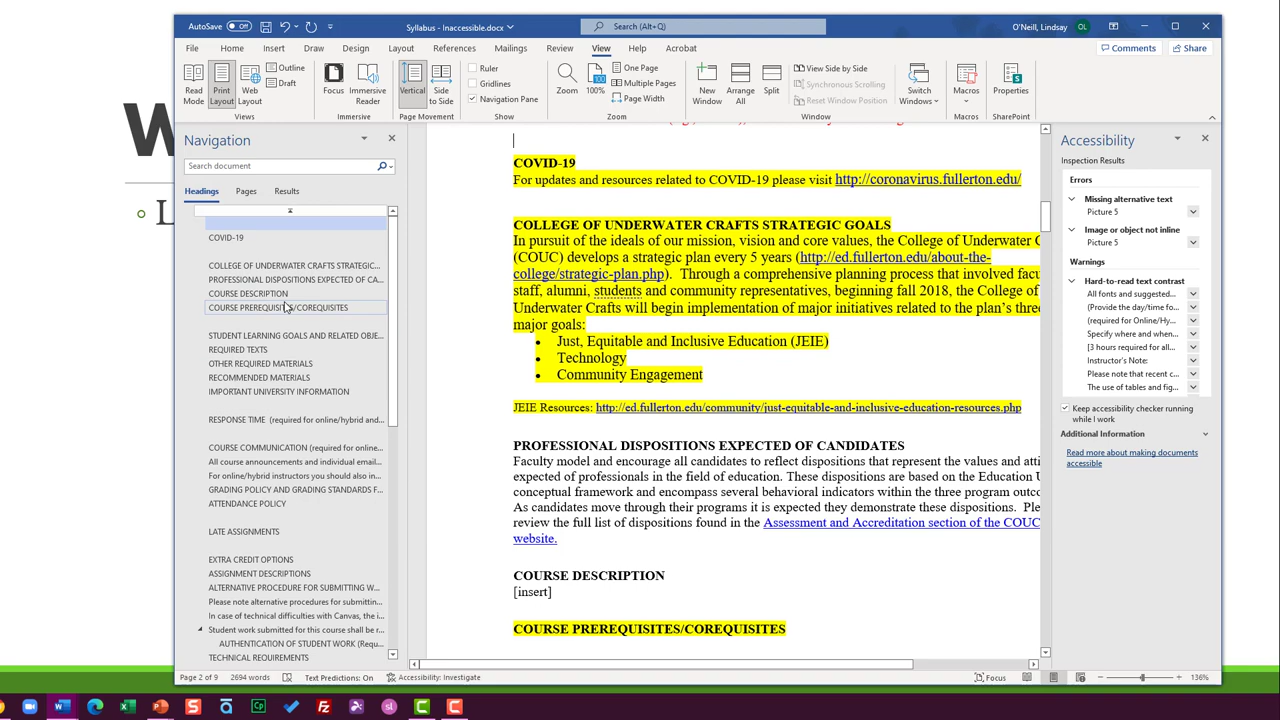 AutoSave Off
Syllabus - Inaccessible.docx
Search (Alt+Q)
O'Neill, Lindsay OL
File Home Insert Draw Design Layout References Mailings Review View Help Acrobat
Comments Share
Read Mode
Print Layout
Web Layout
Outline
Draft
Views
Focus
Immersive Reader
Immersive
Vertical
Side to Side
Page Movement
Ruler
Gridlines
Navigation Pane
Show
Zoom
100%
One Page
Multiple Pages
Page Width
Zoom
New Window
Arrange All
Split
View Side by Side
Synchronous Scrolling
Reset Window Position
Window
Switch Windows
Macros
Macros
Properties
SharePoint
W
L
Navigation
Search document
Headings Pages Results
COVID-19
COLLEGE OF UNDERWATER CRAFTS STRATEGIC...
PROFESSIONAL DISPOSITIONS EXPECTED OF CA...
COURSE DESCRIPTION
COURSE PREREQUISITES/COREQUISITES
STUDENT LEARNING GOALS AND RELATED OBJE...
REQUIRED TEXTS
OTHER REQUIRED MATERIALS
RECOMMENDED MATERIALS
IMPORTANT UNIVERSITY INFORMATION
RESPONSE TIME (required for online/hybrid and...
COURSE COMMUNICATION (required for online...
All course announcements and individual email...
For online/hybrid instructors you should also in...
GRADING POLICY AND GRADING STANDARDS F...
ATTENDANCE POLICY
LATE ASSIGNMENTS
EXTRA CREDIT OPTIONS
ASSIGNMENT DESCRIPTIONS
ALTERNATIVE PROCEDURE FOR SUBMITTING W...
Please note alternative procedures for submittin...
In case of technical difficulties with Canvas, the i...
Student work submitted for this course shall be r...
AUTHENTICATION OF STUDENT WORK (Requ...
TECHNICAL REQUIREMENTS
COVID-19
For updates and resources related to COVID-19 please visit http://coronavirus.fullerton.edu/
COLLEGE OF UNDERWATER CRAFTS STRATEGIC GOALS
In pursuit of the ideals of our mission, vision and core values, the College of Underwater C
(COUC) develops a strategic plan every 5 years (http://ed.fullerton.edu/about-the-
college/strategic-plan.php). Through a comprehensive planning process that involved facu
staff, alumni, students and community representatives, beginning fall 2018, the College of
Underwater Crafts will begin implementation of major initiatives related to the plan's three
major goals:
• Just, Equitable and Inclusive Education (JEIE)
• Technology
• Community Engagement
JEIE Resources: http://ed.fullerton.edu/community/just-equitable-and-inclusive-education-resources.php
PROFESSIONAL DISPOSITIONS EXPECTED OF CANDIDATES
Faculty model and encourage all candidates to reflect dispositions that represent the values and atti
expected of professionals in the field of education. These dispositions are based on the Education U
conceptual framework and encompass several behavioral indicators within the three program outco
As candidates move through their programs it is expected they demonstrate these dispositions. Ple
review the full list of dispositions found in the Assessment and Accreditation section of the COUC
website.
COURSE DESCRIPTION
[insert]
COURSE PREREQUISITES/COREQUISITES
Accessibility
Inspection Results
Errors
Missing alternative text
Picture 5
Image or object not inline
Picture 5
Warnings
Hard-to-read text contrast
All fonts and suggested...
(Provide the day/time fo...
(required for Online/Hy...
Specify where and when...
[3 hours required for all...
Instructor's Note:
Please note that recent c...
The use of tables and fig...
Keep accessibility checker running
while I work
Additional Information
Read more about making documents
accessible
Page 2 of 9 2694 words Text Predictions: On Accessibility: Investigate
Focus 136%